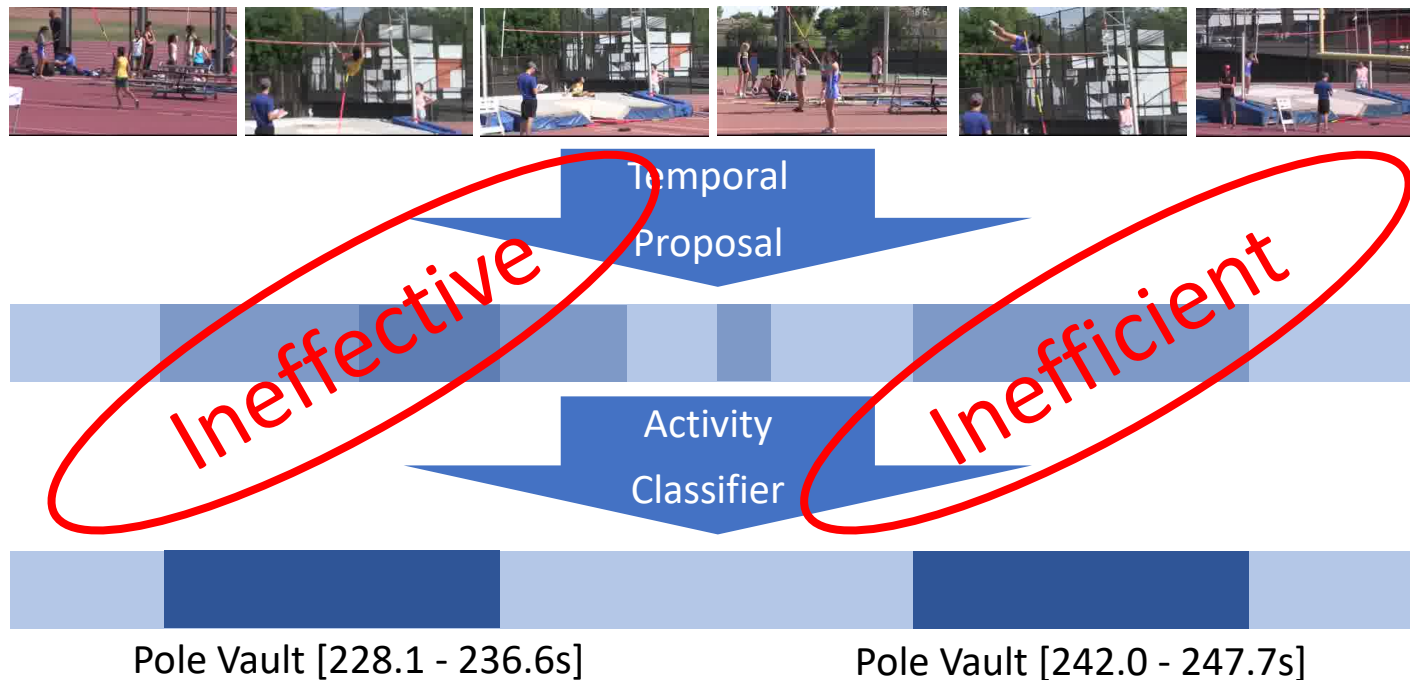 Temporal
Proposal
Ineffective
Inefficient
Activity
Classifier
Pole Vault [228.1 - 236.6s]
Pole Vault [242.0 - 247.7s]